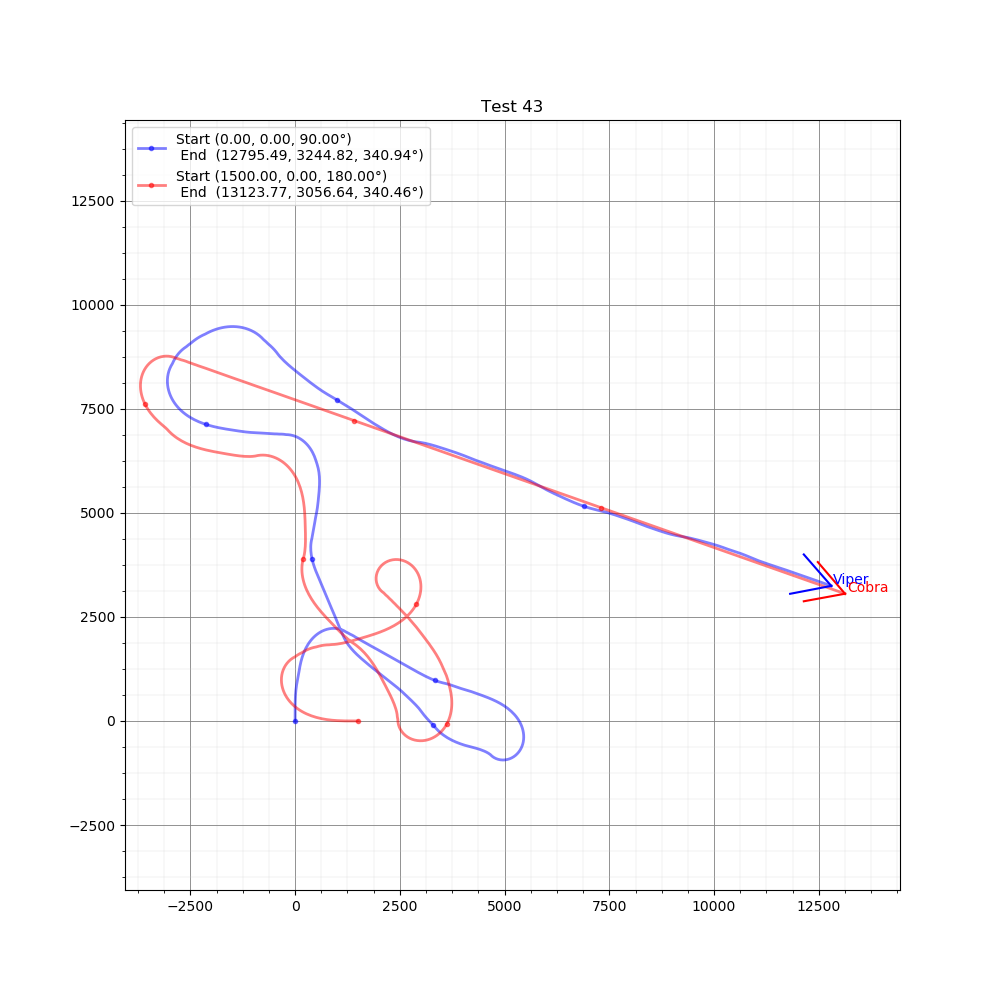 Test 43
Start (0.00, 0.00, 90.00°)
End  (12795.49, 3244.82, 340.94°)
Start (1500.00, 0.00, 180.00°)
End  (13123.77, 3056.64, 340.46°)
12500
10000
7500
5000
2500
0
−2500
Viper
Cobra
−2500
0
2500
5000
7500
10000
12500